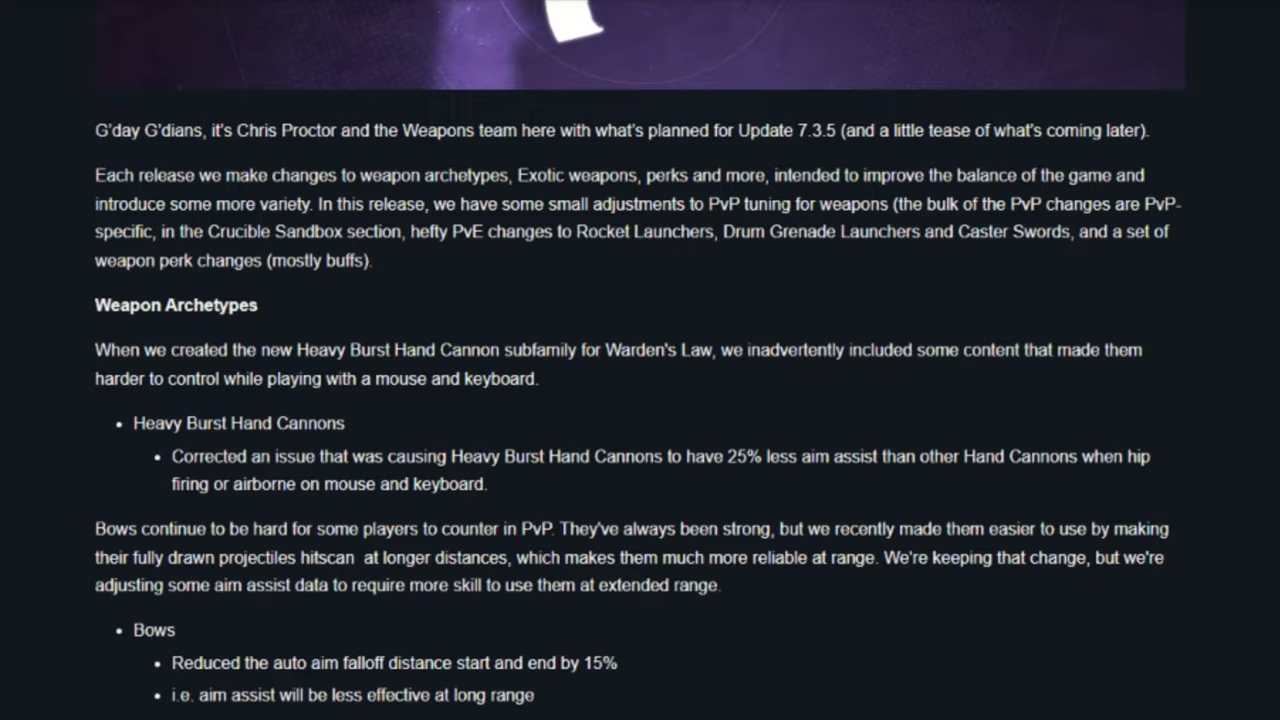 G'day G'dians, it's Chris Proctor and the Weapons team here with what's planned for Update 7.3.5 (and a little tease of what's coming later).
Each release we make changes to weapon archetypes, Exotic weapons, perks and more, intended to improve the balance of the game and
introduce some more variety. In this release, we have some small adjustments to PvP tuning for weapons (the bulk of the PvP changes are PvP-
specific, in the Crucible Sandbox section, hefty PvE changes to Rocket Launchers, Drum Grenade Launchers and Caster Swords, and a set of
weapon perk changes (mostly buffs).
Weapon Archetypes
When we created the new Heavy Burst Hand Cannon subfamily for Warden's Law, we inadvertently included some content that made them
harder to control while playing with a mouse and keyboard.
• Heavy Burst Hand Cannons
• Corrected an issue that was causing Heavy Burst Hand Cannons to have 25% less aim assist than other Hand Cannons when hip
firing or airborne on mouse and keyboard.
Bows continue to be hard for some players to counter in PvP. They've always been strong, but we recently made them easier to use by making
their fully drawn projectiles hitscan at longer distances, which makes them much more reliable at range. We're keeping that change, but we're
adjusting some aim assist data to require more skill to use them at extended range.
• Bows
• Reduced the auto aim falloff distance start and end by 15%
• i.e. aim assist will be less effective at long range